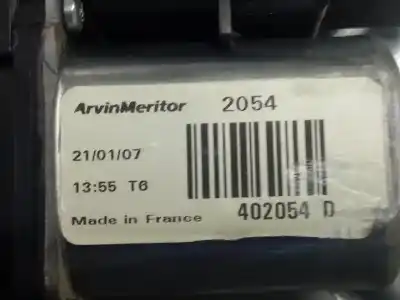 ArvinMeritor 2054
21/01/07
13:55 T6
Made in France
402054 D